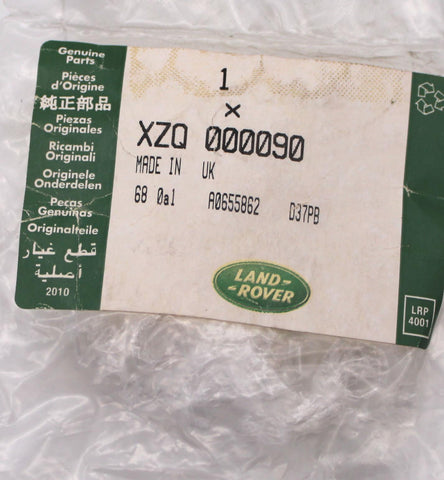 Genuine
Parts
Pièces
d'Origine
純正部品
Piezas
Originales
Ricambi
Originali
Originele
Onderdelen
Peças
Genuínas
Originalteile
قطع غيار
أصلية
2010
1
x
XZQ 000090
MADE IN UK
68 0a1 A0655862 D37PB
LAND-
-ROVER
LRP
4001